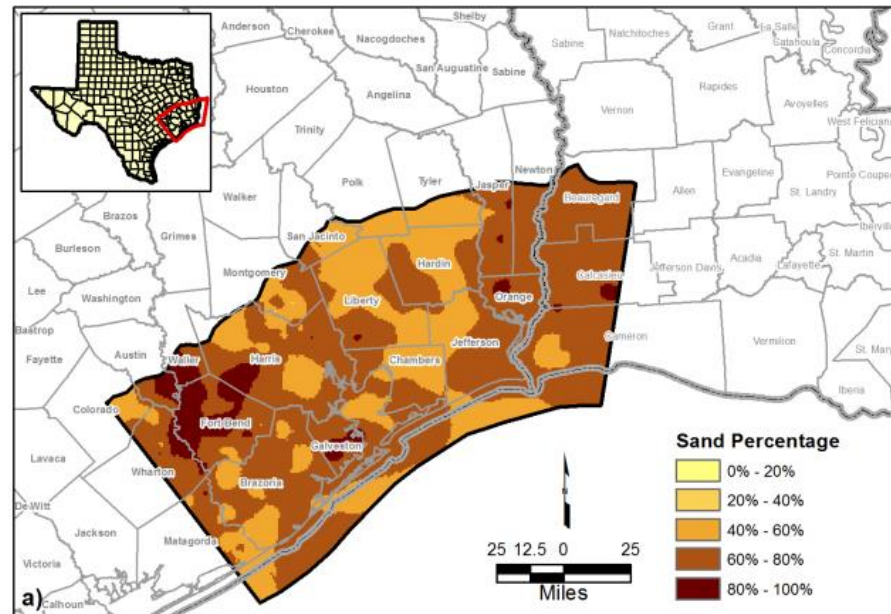 Anderson
Cherokee
Nacogdoches
Shelby
San Augustine
Sabine
Sabine
Natchitoches
Grant
La Salle
Catahoula
Concordia
Houston
Angelina
Trinity
Vernon
Rapides
Avoyelles
West Feliciana
Polk
Tyler
Jasper
Newton
Beauregard
Allen
Evangeline
St. Landry
Pointe Coupee
Walker
Brazos
Grimes
San Jacinto
Burleson
Montgomery
Hardin
Calcasieu
Jefferson Davis
Acadia
Lafayette
St. Martin
Iberville
Lee
Washington
Liberty
Orange
Bastrop
Austin
Waller
Harris
Chambers
Jefferson
Cameron
Vermilion
St. Mary
Iberia
Fayette
Colorado
Fort Bend
Galveston
Lavaca
Wharton
Brazoria
De Witt
Jackson
Matagorda
Victoria
Calhoun
a)
25 12.5 0 25
Miles
Sand Percentage
0% - 20%
20% - 40%
40% - 60%
60% - 80%
80% - 100%